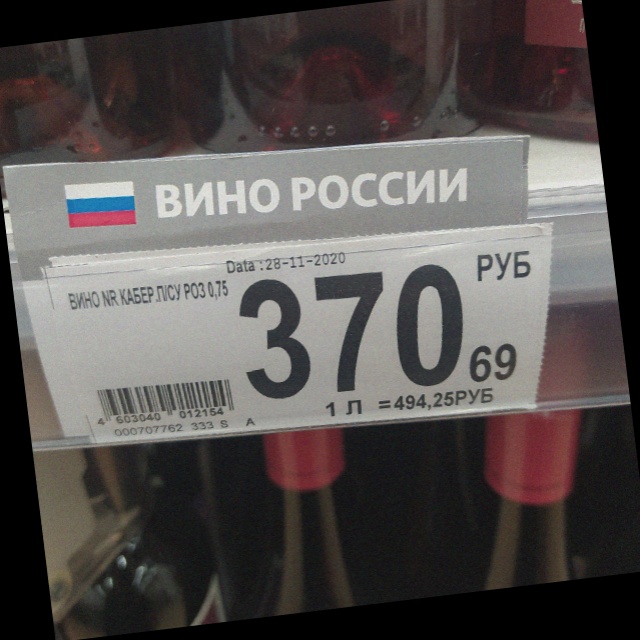 ВИНО РОССИИ
Data :28-11-2020
ВИНО NR.КАБЕР.П/СУ РОЗ 0,75
370 69 РУБ
1 Л =494,25РУБ
4 603040 012154
000707762 333 S A